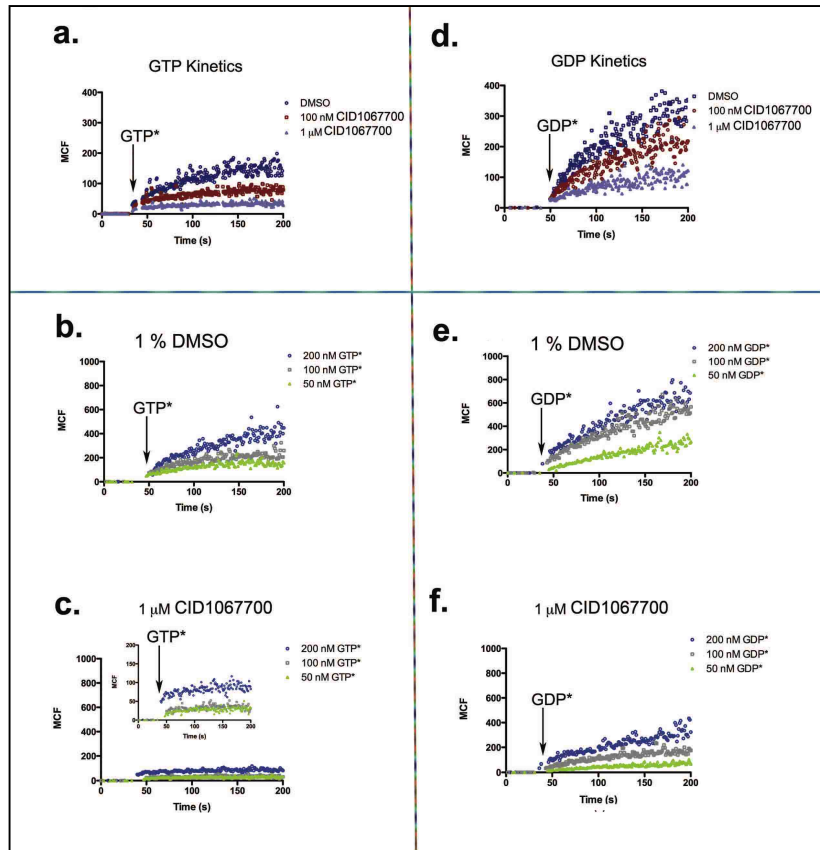 a.
GTP Kinetics
DMSO
100 nM CID1067700
1 μM CID1067700
GTP*
MCF
400
300
200
100
0
0 50 100 150 200
Time (s)
d.
GDP Kinetics
DMSO
100 nM CID1067700
1 μM CID1067700
GDP*
MCF
400
300
200
100
0
0 50 100 150 200
Time (s)
b.
1 % DMSO
200 nM GTP*
100 nM GTP*
50 nM GTP*
GTP*
MCF
1000
800
600
400
200
0
0 50 100 150 200
Time (s)
e.
1% DMSO
200 nM GDP*
100 nM GDP*
50 nM GDP*
GDP*
MCF
1000
800
600
400
200
0
0 50 100 150 200
Time (s)
c.
1 μM CID1067700
GTP*
200 nM GTP*
100 nM GTP*
50 nM GTP*
MCF
200
150
100
50
0
0 50 100 150 200
Time (s)
MCF
1000
800
600
400
200
0
0 50 100 150 200
Time (s)
f.
1 μM CID1067700
200 nM GDP*
100 nM GDP*
50 nM GDP*
GDP*
MCF
1000
800
600
400
200
0
0 50 100 150 200
Time (s)